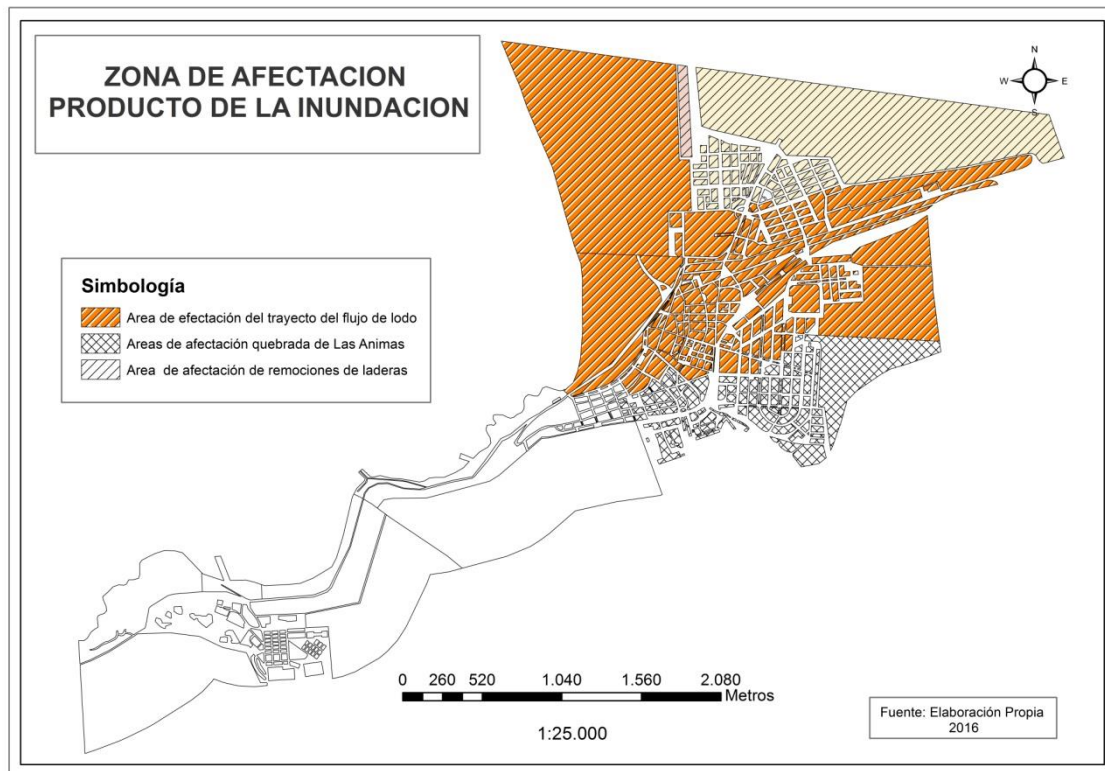 ZONA DE AFECTACION
PRODUCTO DE LA INUNDACION
N
W
E
S
Simbología
Area de efectación del trayecto del flujo de lodo
Areas de afectación quebrada de Las Animas
Area de afectación de remociones de laderas
0 260 520 1.040 1.560 2.080
Metros
1:25.000
Fuente: Elaboración Propia
2016